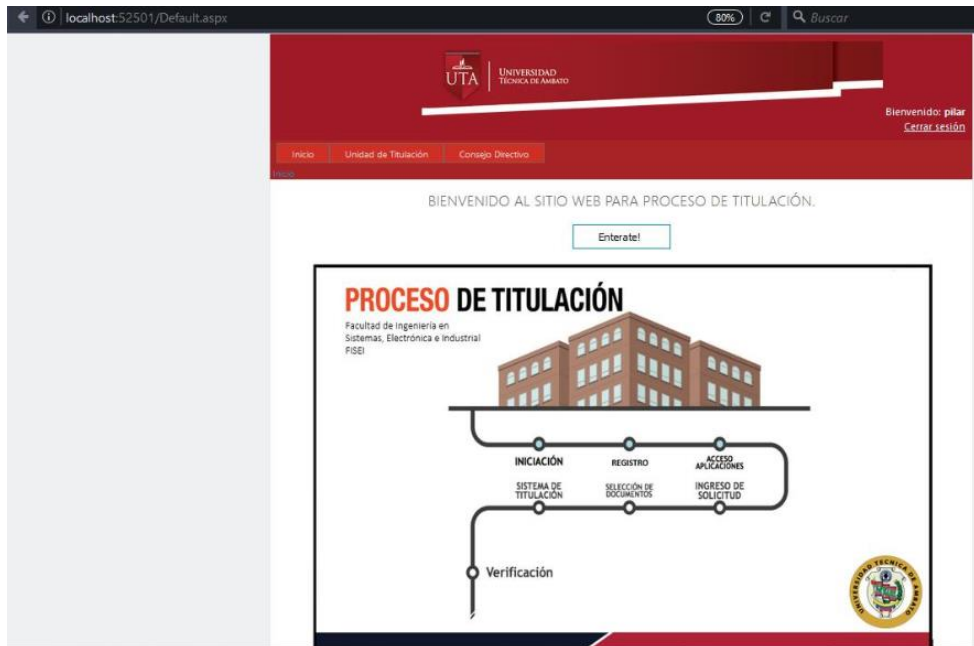 localhost:52501/Default.aspx
80%
Buscar
UTA
UNIVERSIDAD
TÉCNICA DE AMBATO
Bienvenido: pilar
Cerrar sesión
Inicio
Unidad de Titulación
Consejo Directivo
Inicio
BIENVENIDO AL SITIO WEB PARA PROCESO DE TITULACIÓN.
Enterate!
PROCESO DE TITULACIÓN
Facultad de Ingeniería en
Sistemas, Electrónica e Industrial
FISEI
INICIACIÓN
REGISTRO
ACCESO
APLICACIONES
SISTEMA DE
TITULACIÓN
SELECCIÓN DE
DOCUMENTOS
INGRESO DE
SOLICITUD
Verificación
UNIVERSIDAD TECNICA DE AMBATO